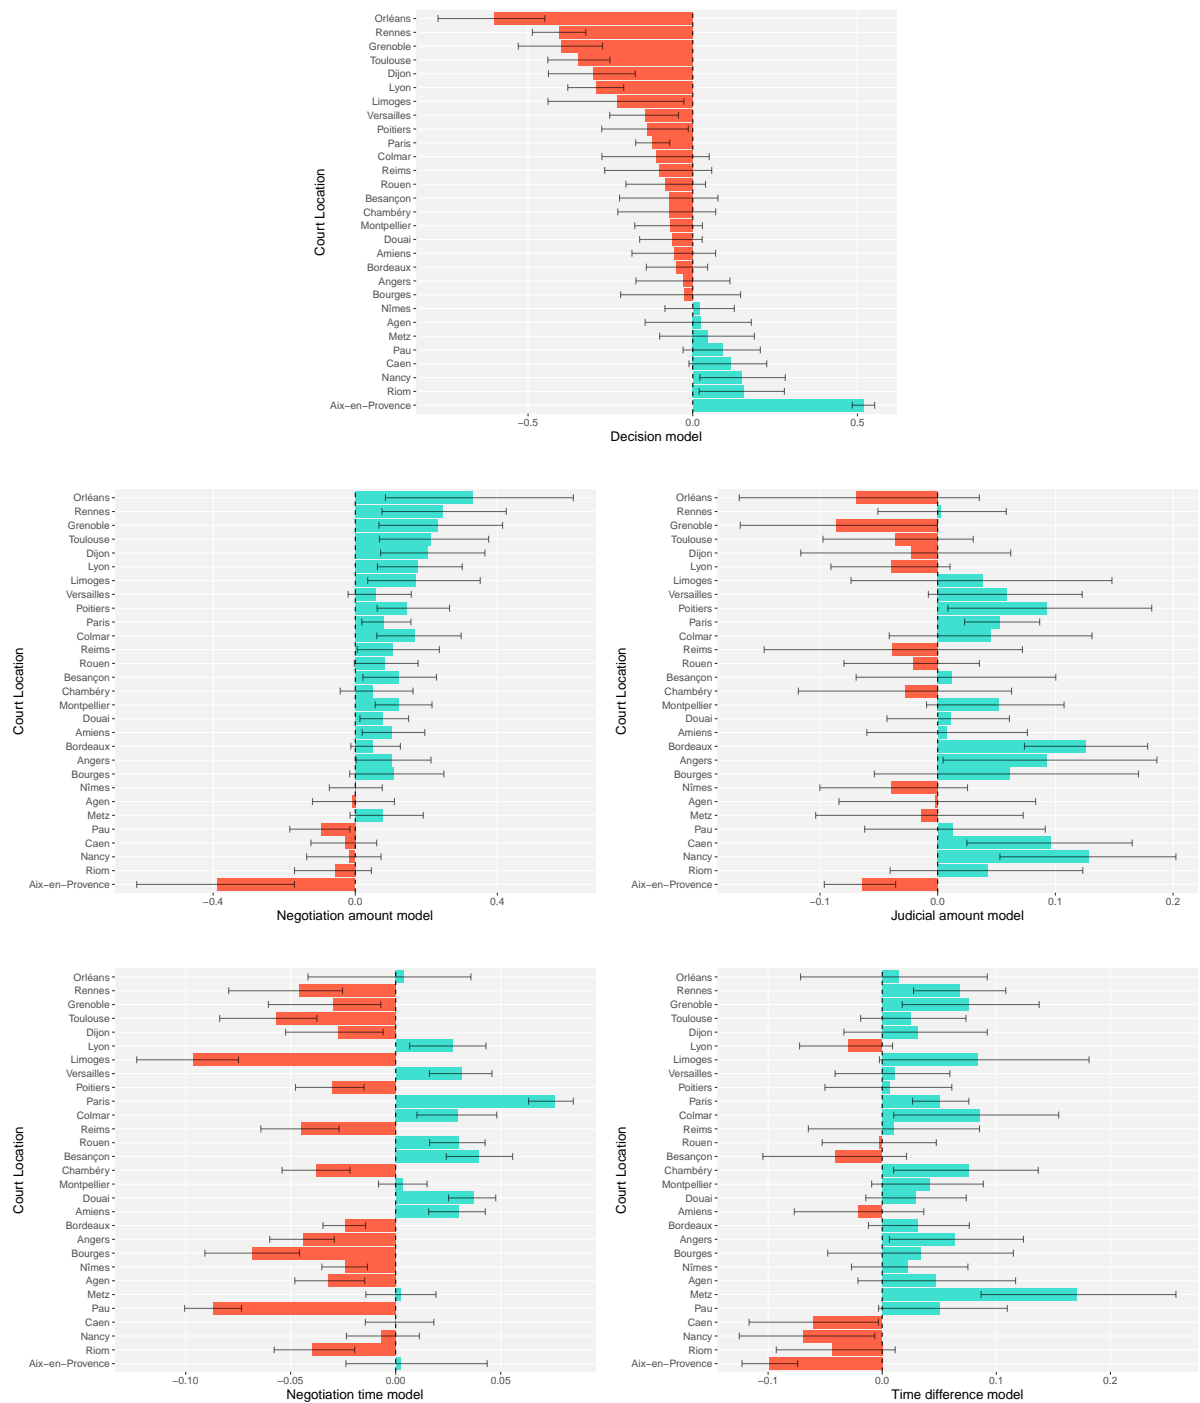 Court Location
Orléans
Rennes
Grenoble
Toulouse
Dijon
Lyon
Limoges
Versailles
Poitiers
Paris
Colmar
Reims
Rouen
Besançon
Chambéry
Montpellier
Douai
Amiens
Bordeaux
Angers
Bourges
Nîmes
Agen
Metz
Pau
Caen
Nancy
Riom
Aix−en−Provence
−0.5 0.0 0.5
Decision model
Court Location
Orléans
Rennes
Grenoble
Toulouse
Dijon
Lyon
Limoges
Versailles
Poitiers
Paris
Colmar
Reims
Rouen
Besançon
Chambéry
Montpellier
Douai
Amiens
Bordeaux
Angers
Bourges
Nîmes
Agen
Metz
Pau
Caen
Nancy
Riom
Aix−en−Provence
−0.4 0.0 0.4
Negotiation amount model
Court Location
Orléans
Rennes
Grenoble
Toulouse
Dijon
Lyon
Limoges
Versailles
Poitiers
Paris
Colmar
Reims
Rouen
Besançon
Chambéry
Montpellier
Douai
Amiens
Bordeaux
Angers
Bourges
Nîmes
Agen
Metz
Pau
Caen
Nancy
Riom
Aix−en−Provence
−0.1 0.0 0.1 0.2
Judicial amount model
Court Location
Orléans
Rennes
Grenoble
Toulouse
Dijon
Lyon
Limoges
Versailles
Poitiers
Paris
Colmar
Reims
Rouen
Besançon
Chambéry
Montpellier
Douai
Amiens
Bordeaux
Angers
Bourges
Nîmes
Agen
Metz
Pau
Caen
Nancy
Riom
Aix−en−Provence
−0.10 −0.05 0.00 0.05
Negotiation time model
Court Location
Orléans
Rennes
Grenoble
Toulouse
Dijon
Lyon
Limoges
Versailles
Poitiers
Paris
Colmar
Reims
Rouen
Besançon
Chambéry
Montpellier
Douai
Amiens
Bordeaux
Angers
Bourges
Nîmes
Agen
Metz
Pau
Caen
Nancy
Riom
Aix−en−Provence
−0.1 0.0 0.1 0.2
Time difference model